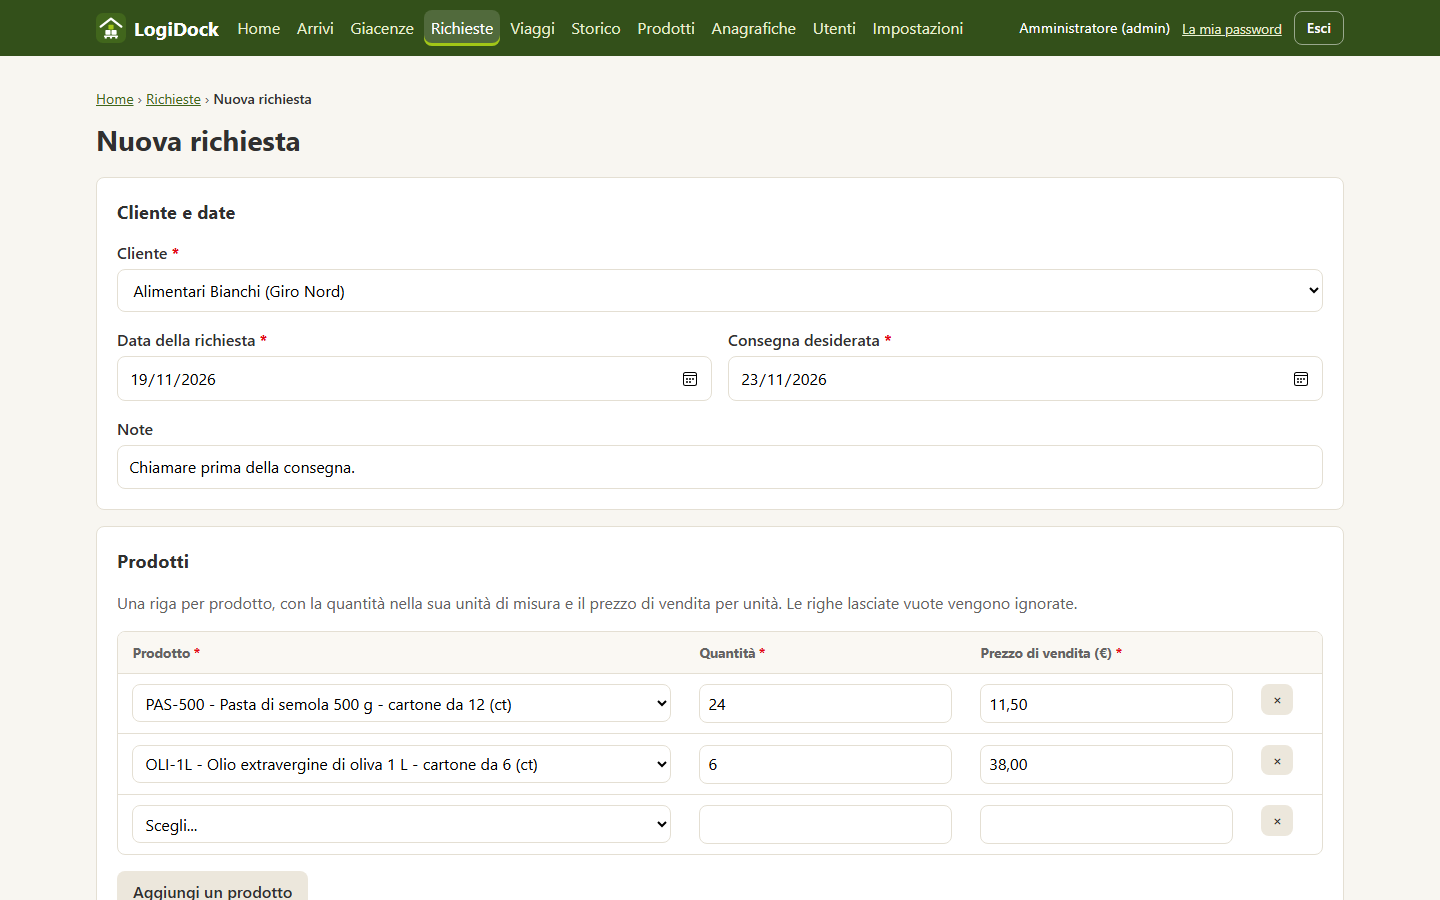 LogiDock Home Arrivi Giacenze Richieste Viaggi Storico Prodotti Anagrafiche Utenti Impostazioni Amministratore (admin) La mia password Esci
Home › Richieste › Nuova richiesta
Nuova richiesta
Cliente e date
Cliente *
Alimentari Bianchi (Giro Nord)
Data della richiesta * Consegna desiderata *
19/11/2026 23/11/2026
Note
Chiamare prima della consegna.
Prodotti
Una riga per prodotto, con la quantità nella sua unità di misura e il prezzo di vendita per unità. Le righe lasciate vuote vengono ignorate.
Prodotto * Quantità * Prezzo di vendita (€) *
PAS-500 - Pasta di semola 500 g - cartone da 12 (ct) 24 11,50 ×
OLI-1L - Olio extravergine di oliva 1 L - cartone da 6 (ct) 6 38,00 ×
Scegli... ×
Aggiungi un prodotto